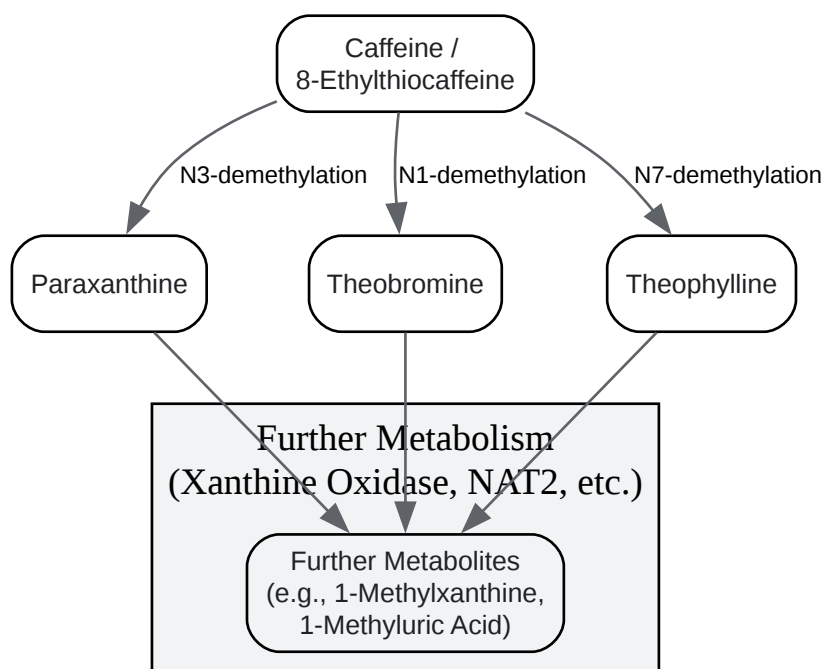 Caffeine /
8-Ethylthiocaffeine
N3-demethylation
N1-demethylation
N7-demethylation
Paraxanthine
Theobromine
Theophylline
Further Metabolism
(Xanthine Oxidase, NAT2, etc.)
Further Metabolites
(e.g., 1-Methylxanthine,
1-Methyluric Acid)